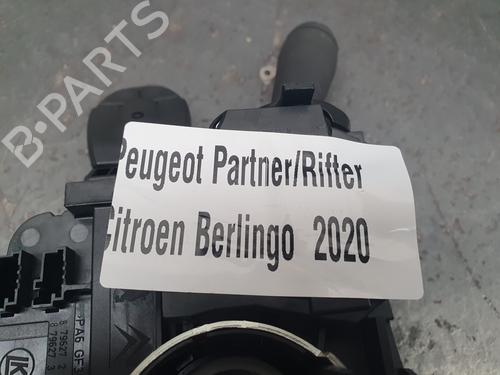 B-PARTS
Peugeot Partner/Rifter
Citroen Berlingo 2020